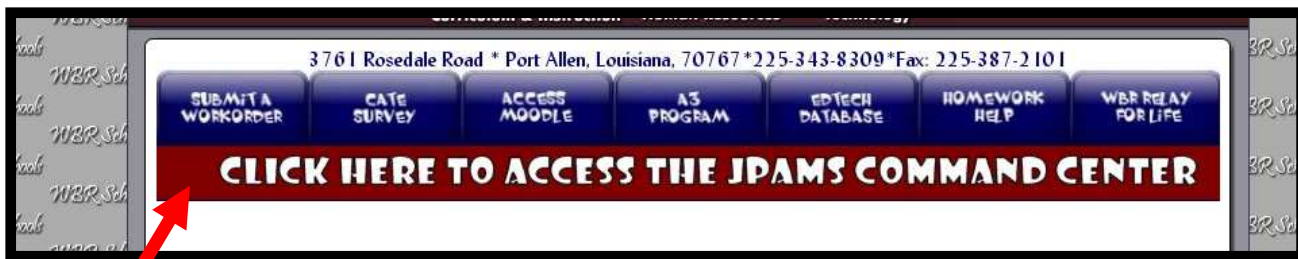 3761 Rosedale Road * Port Allen, Louisiana, 70767*225-343-8309*Fax: 225-387-2101
SUBMIT A WORKORDER
CATE SURVEY
ACCESS MOODLE
A3 PROGRAM
EDTECH DATABASE
HOMEWORK HELP
WBR RELAY FOR LIFE
CLICK HERE TO ACCESS THE JPAMS COMMAND CENTER